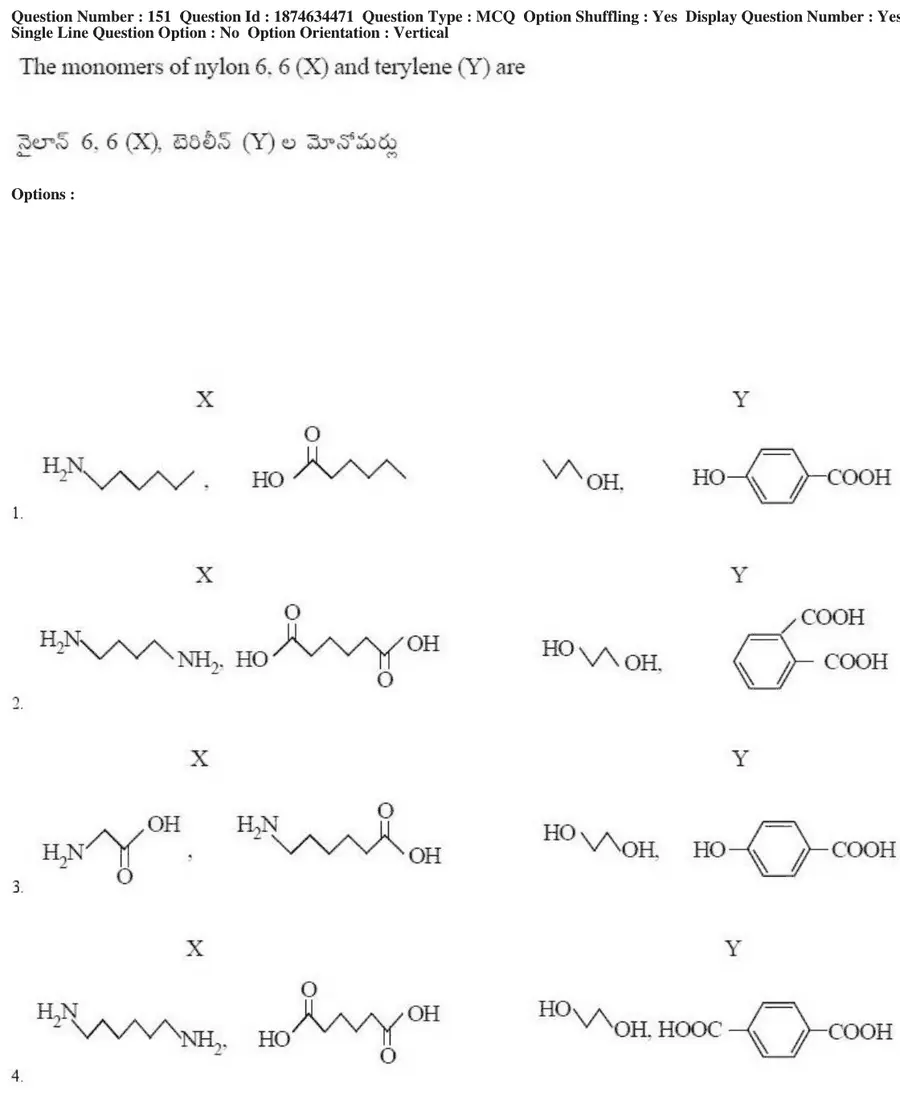 Question Number : 151 Question Id : 1874634471 Question Type : MCQ Option Shuffling : Yes Display Question Number : Yes
Single Line Question Option : No Option Orientation : Vertical
The monomers of nylon 6, 6 (X) and terylene (Y) are
నైలాన్ 6, 6 (X), టెరిలీన్ (Y) ల మోనోమర్లు
Options :
X Y
O
H₂N , HO OH, HO COOH
1.
X Y
O COOH
H₂N NH₂, HO OH HO OH, COOH
O
2.
X Y
OH H₂N O HO
H₂N , OH OH, HO COOH
O
3.
X Y
O
H₂N OH HO
NH₂, HO OH, HOOC COOH
O
4.